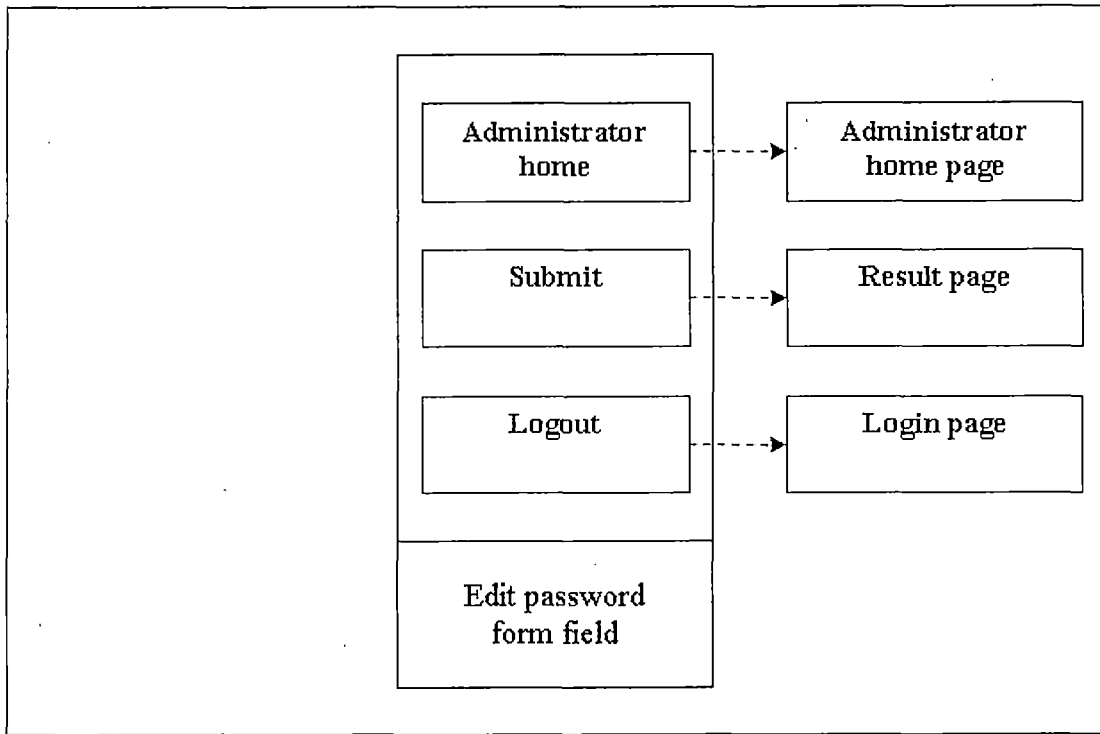 Administrator
home
Administrator
home page
Submit
Result page
Logout
Login page
Edit password
form field